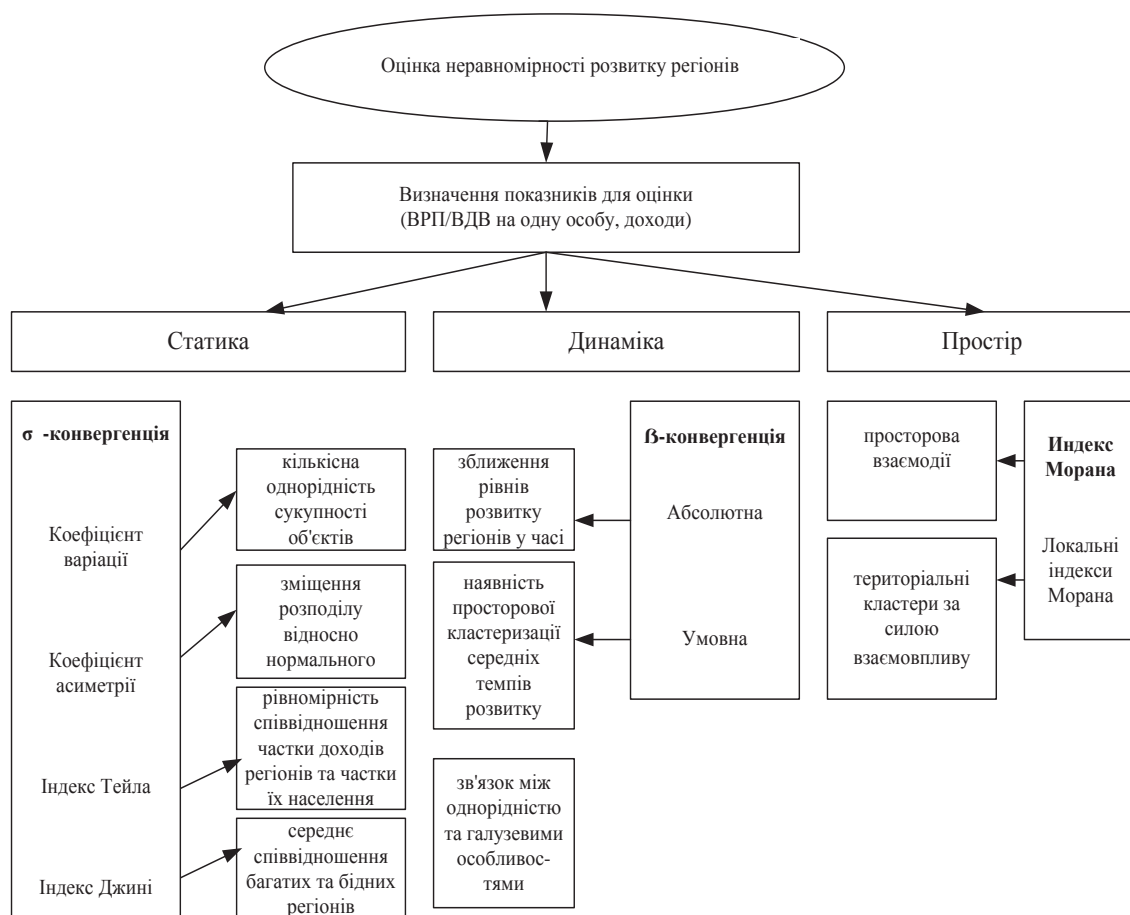 Оцінка неравномірності розвитку регіонів
Визначення показників для оцінки
(ВРП/ВДВ на одну особу, доходи)
Статика
Динаміка
Простір
σ -конвергенція
Коефіцієнт
варіації
Коефіцієнт
асиметрії
Індекс Тейла
Індекс Джині
кількісна
однорідність
сукупності
об'єктів
зміщення
розподілу
відносно
нормального
рівномірність
співвідношення
частки доходів
регіонів та частки
їх населення
середнє
співвідношення
багатих та бідних
регіонів
зближення
рівнів
розвитку
регіонів у часі
наявність
просторової
кластеризації
середніх
темпів
розвитку
зв'язок між
однорідністю
та галузевими
особливос-
тями
ß-конвергенція
Абсолютна
Умовна
просторова
взаємодії
територіальні
кластери за
силою
взаємовпливу
Индекс
Морана
Локальні
індекси
Морана